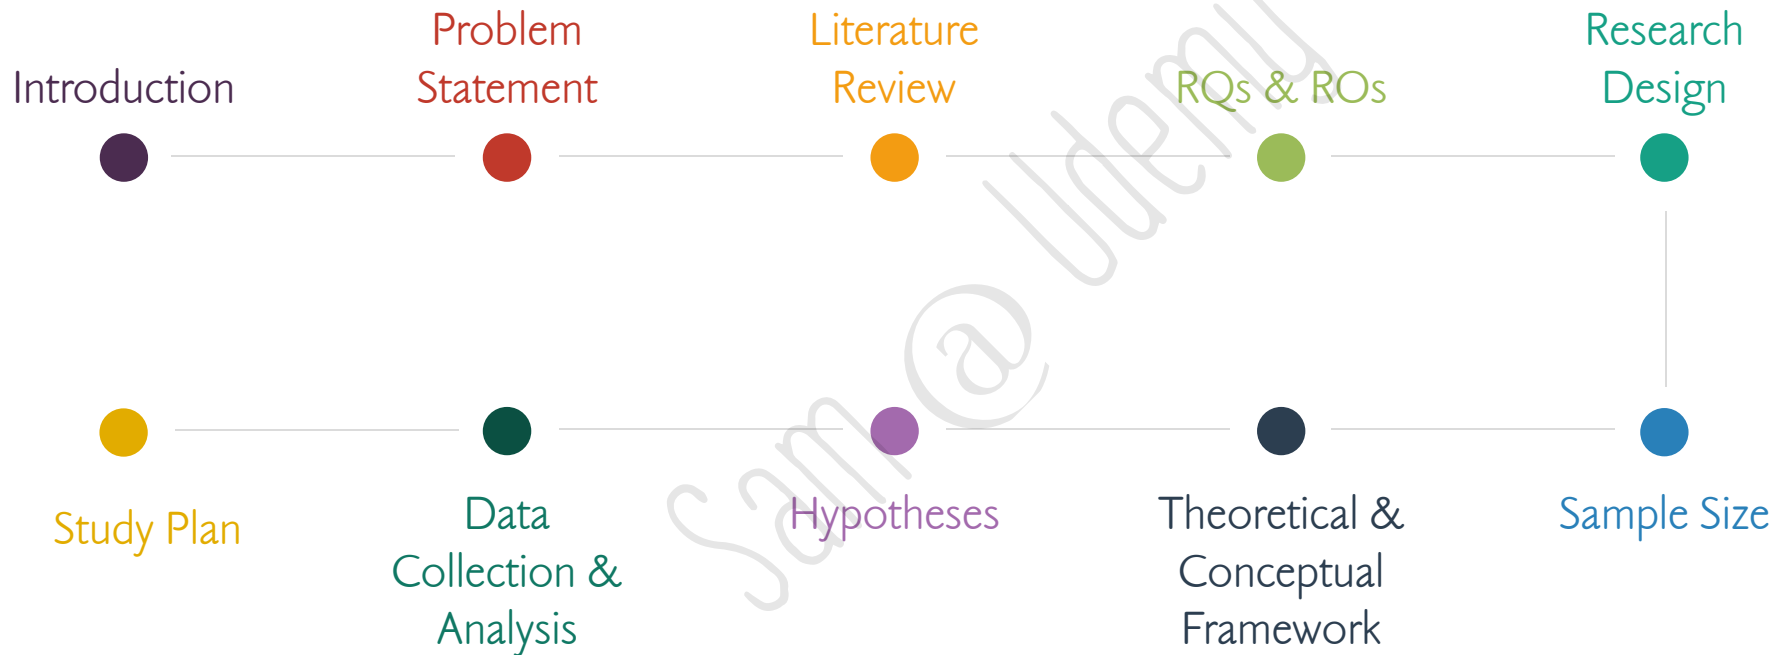 Introduction
Problem
Statement
Literature
Review
RQs & ROs
Research
Design
Study Plan
Data
Collection &
Analysis
Hypotheses
Theoretical &
Conceptual
Framework
Sample Size
Sam @ Udemy